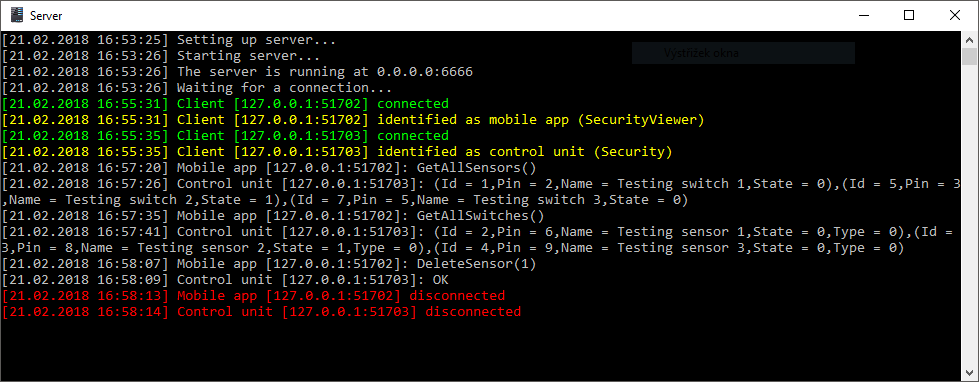 Server
[21.02.2018 16:53:25] Setting up server...
[21.02.2018 16:53:26] Starting server...
[21.02.2018 16:53:26] The server is running at 0.0.0.0:6666
[21.02.2018 16:53:26] Waiting for a connection...
Výstřižek okna
[21.02.2018 16:55:31] Client [127.0.0.1:51702] connected
[21.02.2018 16:55:31] Client [127.0.0.1:51702] identified as mobile app (SecurityViewer)
[21.02.2018 16:55:35] Client [127.0.0.1:51703] connected
[21.02.2018 16:55:35] Client [127.0.0.1:51703] identified as control unit (Security)
[21.02.2018 16:57:20] Mobile app [127.0.0.1:51702]: GetAllSensors()
[21.02.2018 16:57:26] Control unit [127.0.0.1:51703]: (Id = 1,Pin = 2,Name = Testing switch 1,State = 0),(Id = 5,Pin = 3
,Name = Testing switch 2,State = 1),(Id = 7,Pin = 5,Name = Testing switch 3,State = 0)
[21.02.2018 16:57:35] Mobile app [127.0.0.1:51702]: GetAllSwitches()
[21.02.2018 16:57:41] Control unit [127.0.0.1:51703]: (Id = 2,Pin = 6,Name = Testing sensor 1,State = 0,Type = 0),(Id =
3,Pin = 8,Name = Testing sensor 2,State = 1,Type = 0),(Id = 4,Pin = 9,Name = Testing sensor 3,State = 0,Type = 0)
[21.02.2018 16:58:07] Mobile app [127.0.0.1:51702]: DeleteSensor(1)
[21.02.2018 16:58:09] Control unit [127.0.0.1:51703]: OK
[21.02.2018 16:58:13] Mobile app [127.0.0.1:51702] disconnected
[21.02.2018 16:58:14] Control unit [127.0.0.1:51703] disconnected